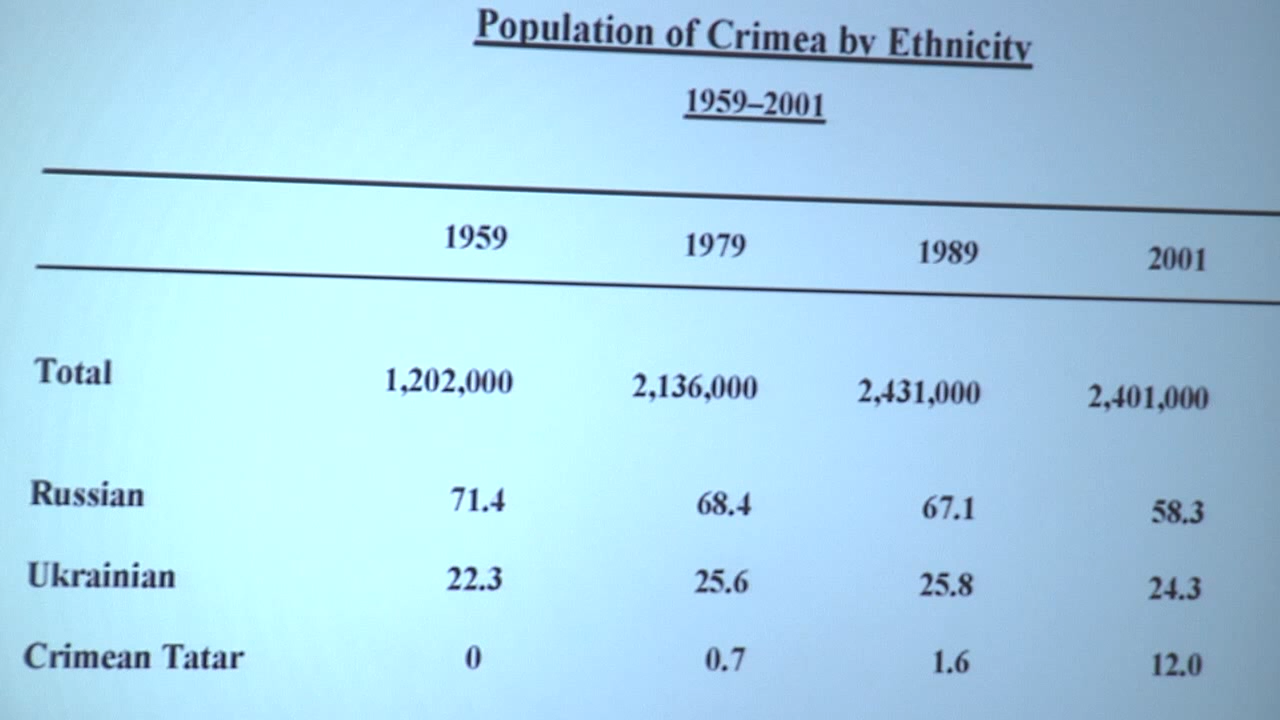 Population of Crimea by Ethnicity
1959–2001
1959 1979 1989 2001
Total 1,202,000 2,136,000 2,431,000 2,401,000
Russian 71.4 68.4 67.1 58.3
Ukrainian 22.3 25.6 25.8 24.3
Crimean Tatar 0 0.7 1.6 12.0